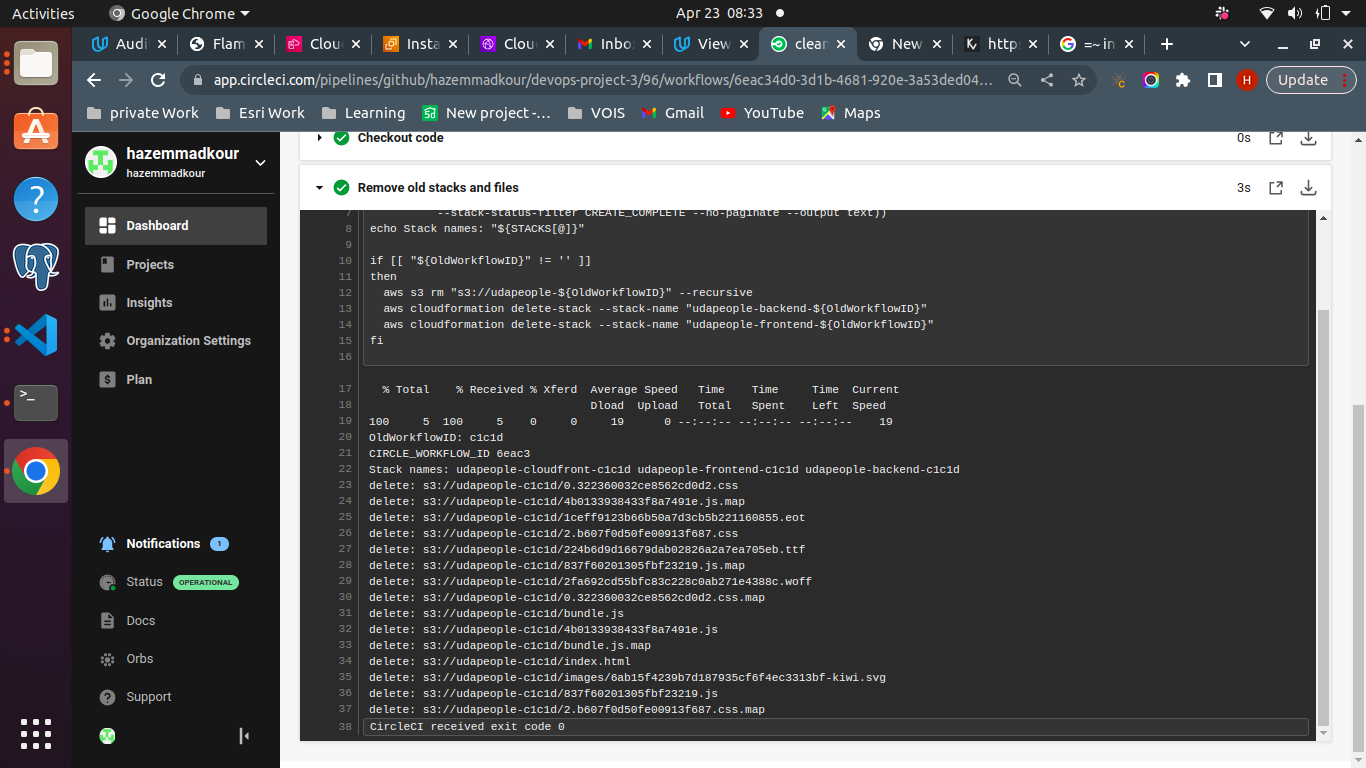 Activities
Google Chrome
Apr 23 08:33
Audi
Flam
Clou
Insta
Clou
Inbo
View
clean
New
https
=~ in
app.circleci.com/pipelines/github/hazemmadkour/devops-project-3/96/workflows/6eac34d0-3d1b-4681-920e-3a53ded04...
H
Update
private Work
Esri Work
Learning
New project -...
VOIS
Gmail
YouTube
Maps
hazemmadkour
hazemmadkour
Dashboard
Projects
Insights
Organization Settings
Plan
Notifications 1
Status OPERATIONAL
Docs
Orbs
Support
Checkout code 0s
Remove old stacks and files 3s
7 --stack-status-filter CREATE_COMPLETE --no-paginate --output text))
8 echo Stack names: "${STACKS[@]}"
9
10 if [[ "${OldWorkflowID}" != '' ]]
11 then
12 aws s3 rm "s3://udapeople-${OldWorkflowID}" --recursive
13 aws cloudformation delete-stack --stack-name "udapeople-backend-${OldWorkflowID}"
14 aws cloudformation delete-stack --stack-name "udapeople-frontend-${OldWorkflowID}"
15 fi
16
17 % Total % Received % Xferd Average Speed Time Time Time Current
18 Dload Upload Total Spent Left Speed
19 100 5 100 5 0 0 19 0 --:--:-- --:--:-- --:--:-- 19
20 OldWorkflowID: c1c1d
21 CIRCLE_WORKFLOW_ID 6eac3
22 Stack names: udapeople-cloudfront-c1c1d udapeople-frontend-c1c1d udapeople-backend-c1c1d
23 delete: s3://udapeople-c1c1d/0.322360032ce8562cd0d2.css
24 delete: s3://udapeople-c1c1d/4b0133938433f8a7491e.js.map
25 delete: s3://udapeople-c1c1d/1ceff9123b66b50a7d3cb5b221160855.eot
26 delete: s3://udapeople-c1c1d/2.b607f0d50fe00913f687.css
27 delete: s3://udapeople-c1c1d/224b6d9d16679dab02826a2a7ea705eb.ttf
28 delete: s3://udapeople-c1c1d/837f60201305fbf23219.js.map
29 delete: s3://udapeople-c1c1d/2fa692cd55bfc83c228c0ab271e4388c.woff
30 delete: s3://udapeople-c1c1d/0.322360032ce8562cd0d2.css.map
31 delete: s3://udapeople-c1c1d/bundle.js
32 delete: s3://udapeople-c1c1d/4b0133938433f8a7491e.js
33 delete: s3://udapeople-c1c1d/bundle.js.map
34 delete: s3://udapeople-c1c1d/index.html
35 delete: s3://udapeople-c1c1d/images/6ab15f4239b7d187935cf6f4ec3313bf-kiwi.svg
36 delete: s3://udapeople-c1c1d/837f60201305fbf23219.js
37 delete: s3://udapeople-c1c1d/2.b607f0d50fe00913f687.css.map
38 CircleCI received exit code 0